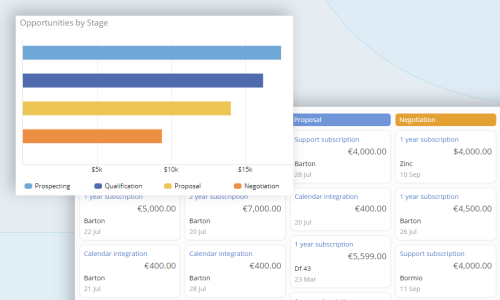 Opportunities by Stage
$5k $10k $15k
Prospecting Qualification Proposal Negotiation
Proposal
Negotiation
1 year subscription
€5,000.00
Barton
22 Jul
Calendar integration
€400.00
Barton
21 Jul
2 year subscription
€7,000.00
Barton
20 Jul
Calendar integration
€400.00
Barton
28 Jul
Support subscription
€4,000.00
Barton
28 Jul
Calendar integration
€400.00
20 Jul
1 year subscription
€5,599.00
Df 43
23 Mar
1 year subscription
$4,000.00
Zinc
10 Sep
1 year subscription
€4,500.00
Barton
26 Jul
Support subscription
€4,000.00
Bormio
11 Sep